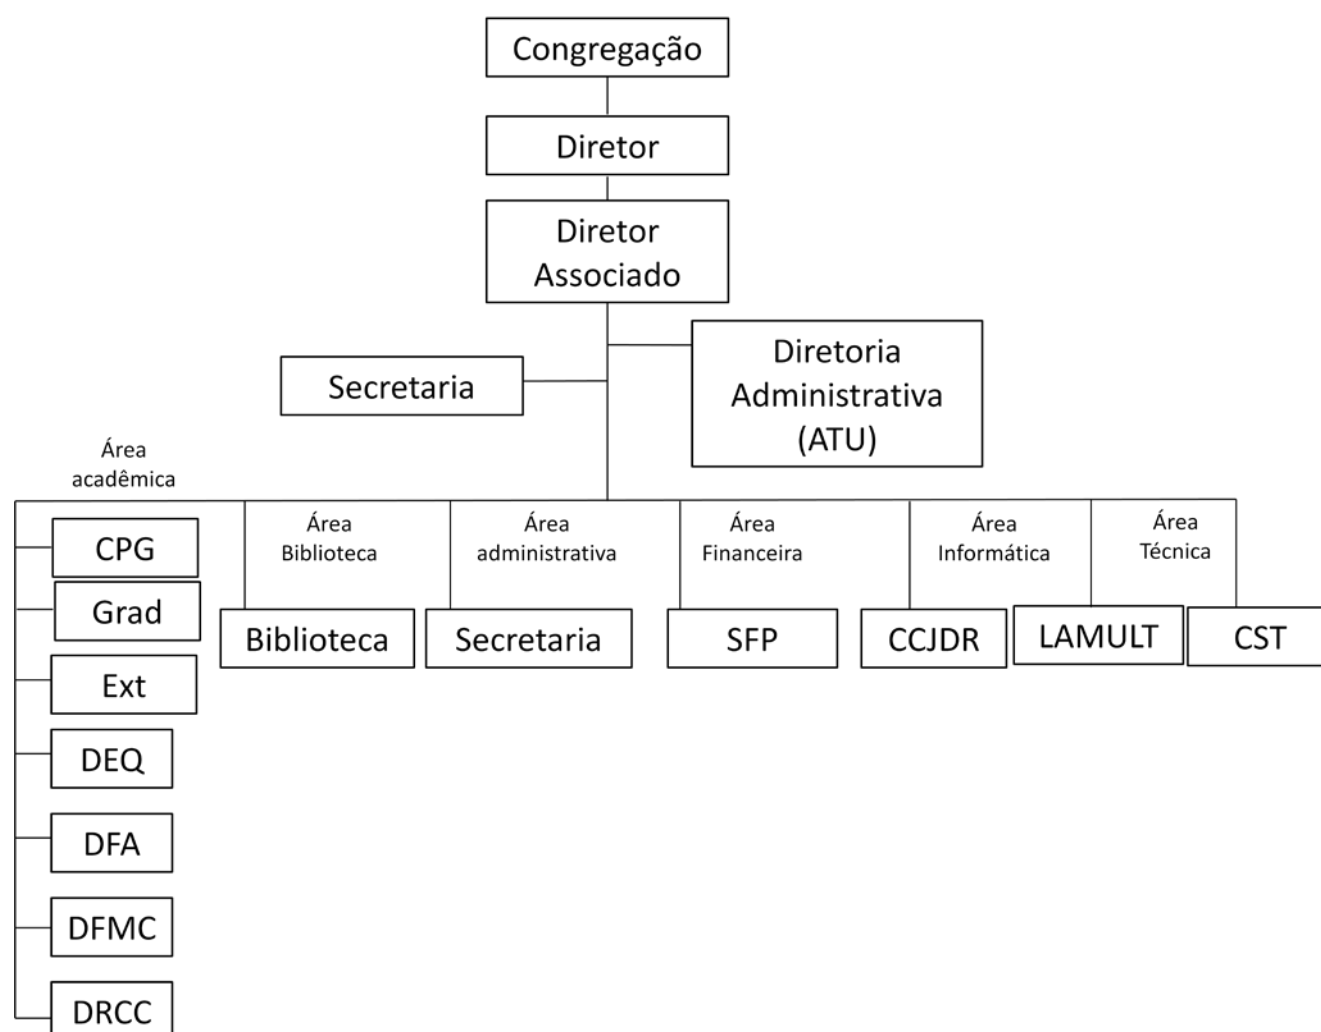 Congregação
Diretor
Diretor
Associado
Diretoria
Administrativa
(ATU)
Secretaria
Área
acadêmica
CPG
Grad
Ext
DEQ
DFA
DFMC
DRCC
Área
Biblioteca
Biblioteca
Área
administrativa
Secretaria
Área
Financeira
SFP
Área
Informática
CCJDR
LAMULT
Área
Técnica
CST